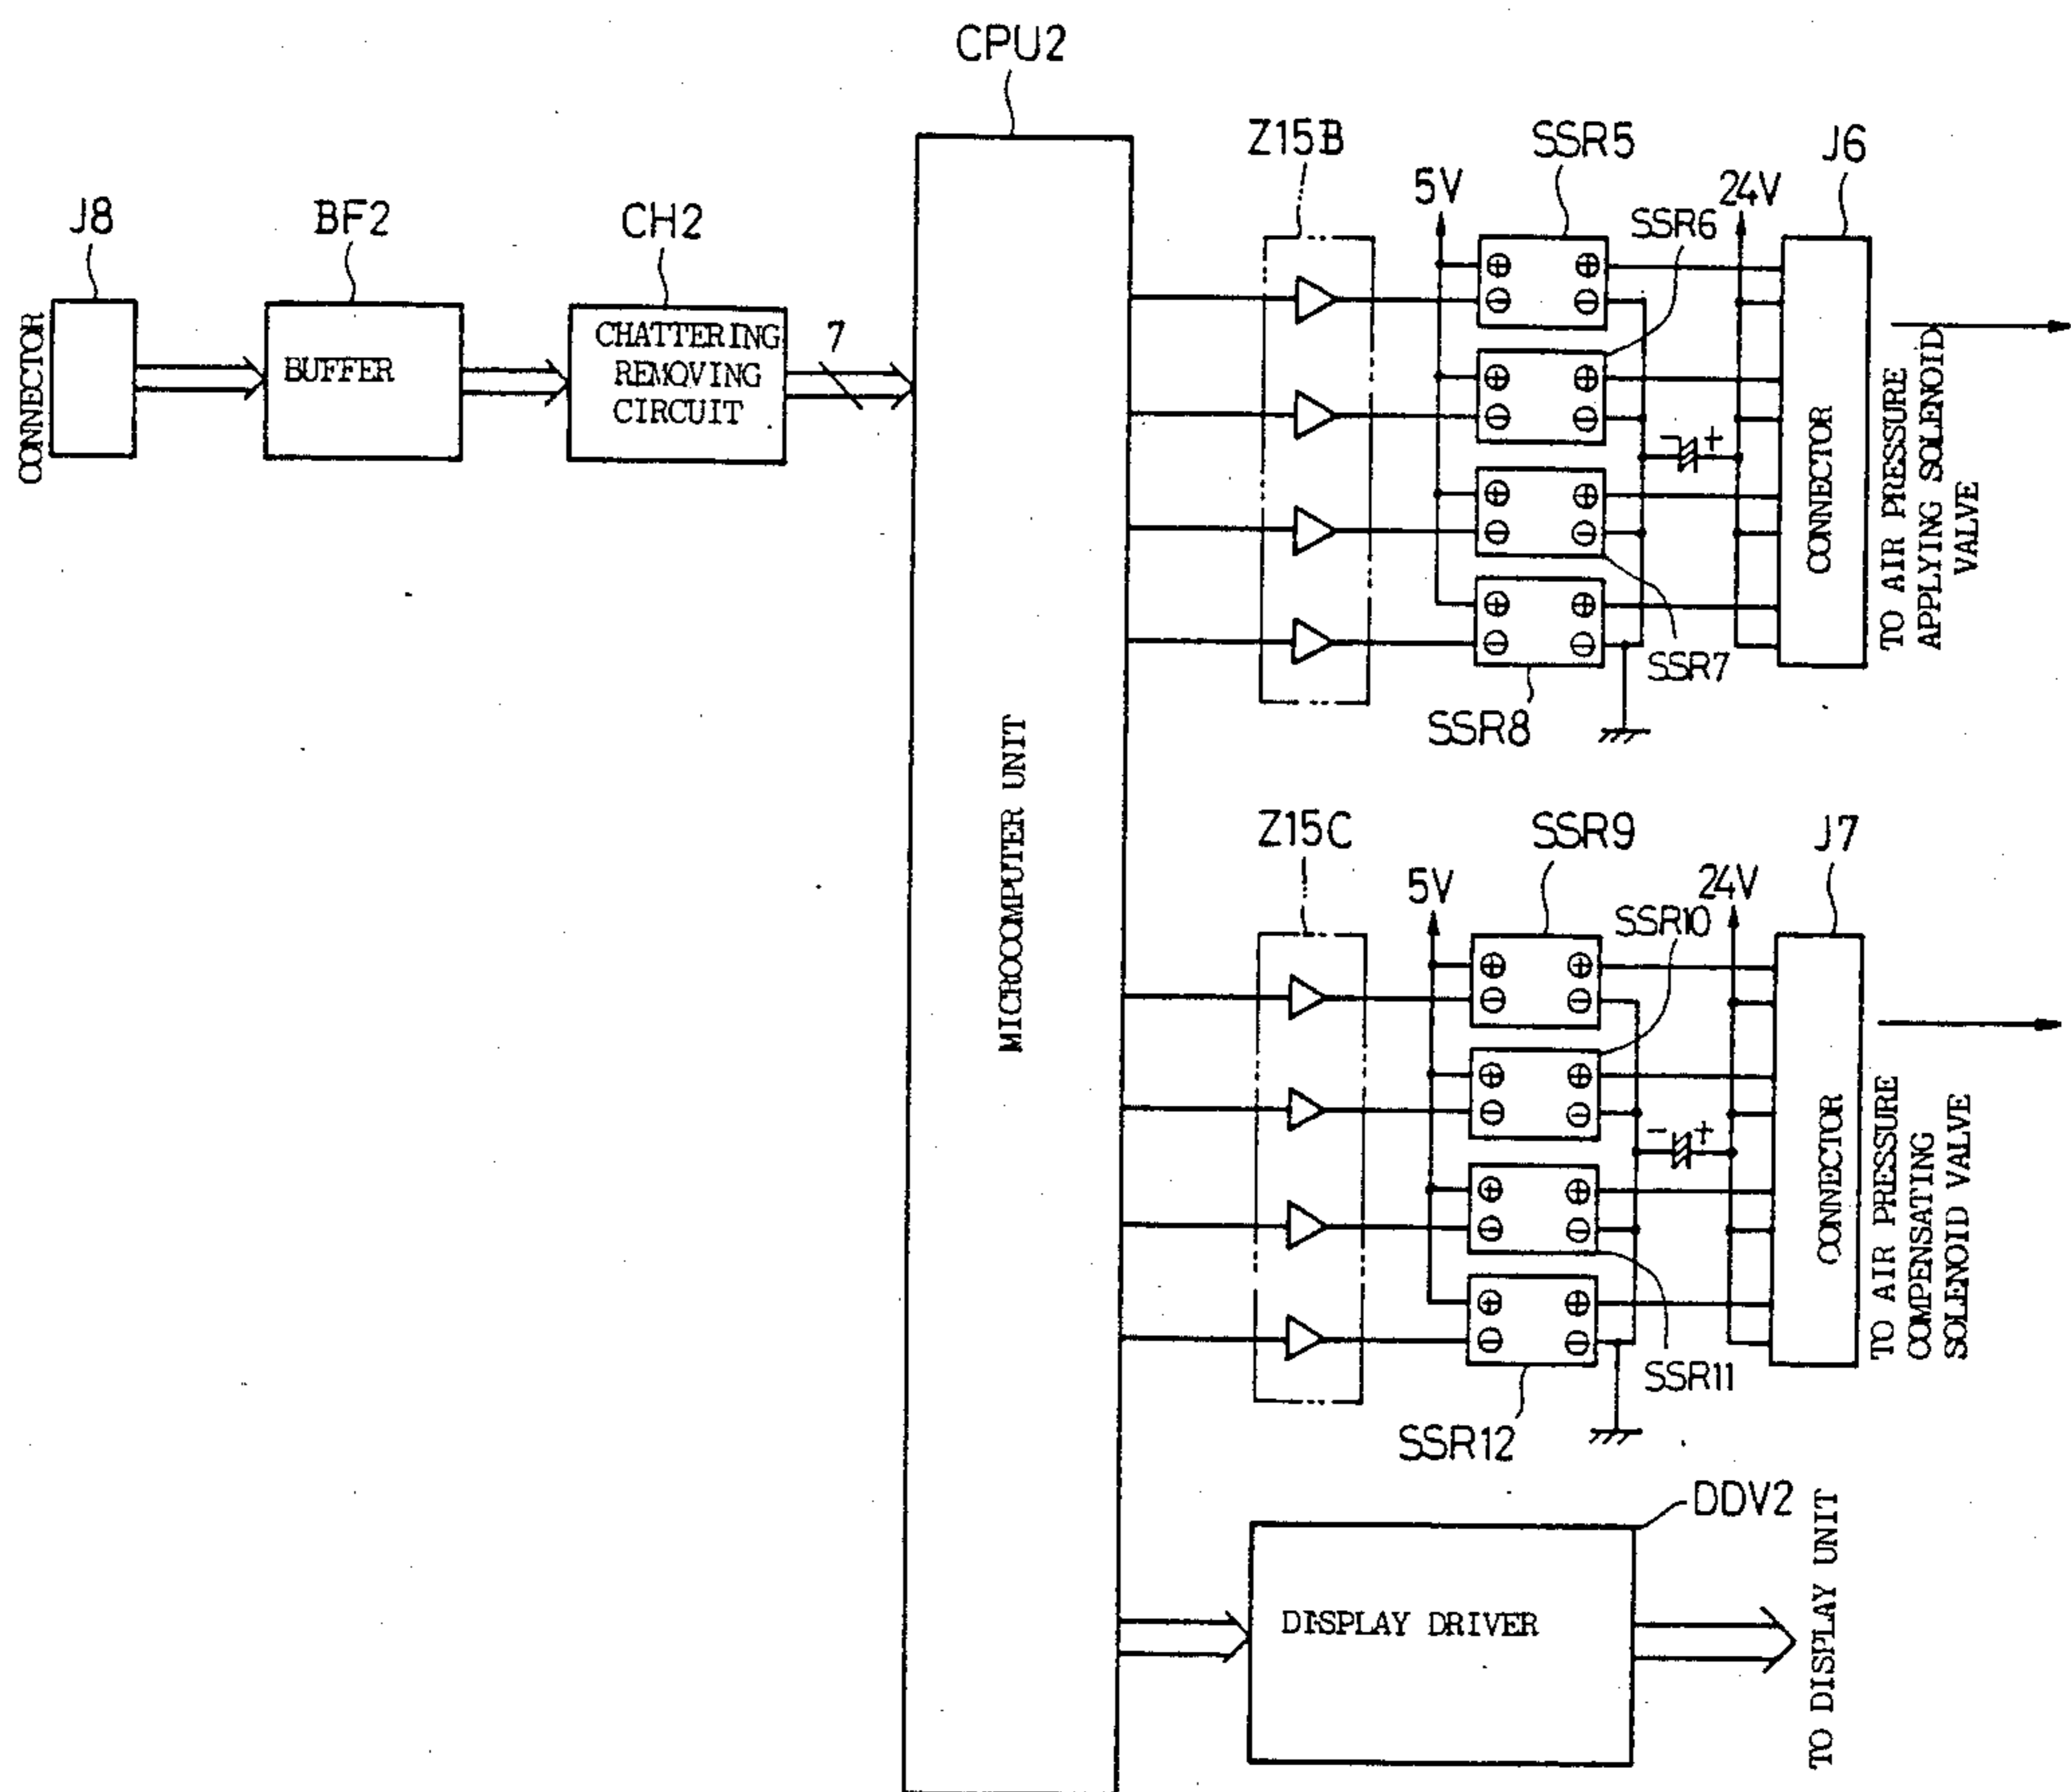 CPU2
J8
BF2
CH2
CONNECTOR
BUFFER
CHATTERING
REMOVING
CIRCUIT
7
MICROCOMPUTER UNIT
Z15B
5V
SSR5
SSR6
24V
J6
CONNECTOR
- +
SSR7
SSR8
TO AIR PRESSURE
APPLYING SOLENOID
VALVE
Z15C
5V
SSR9
SSR10
24V
J7
CONNECTOR
- +
SSR11
SSR12
TO AIR PRESSURE
COMPENSATING
SOLENOID VALVE
DDV2
DISPLAY DRIVER
TO DISPLAY UNIT